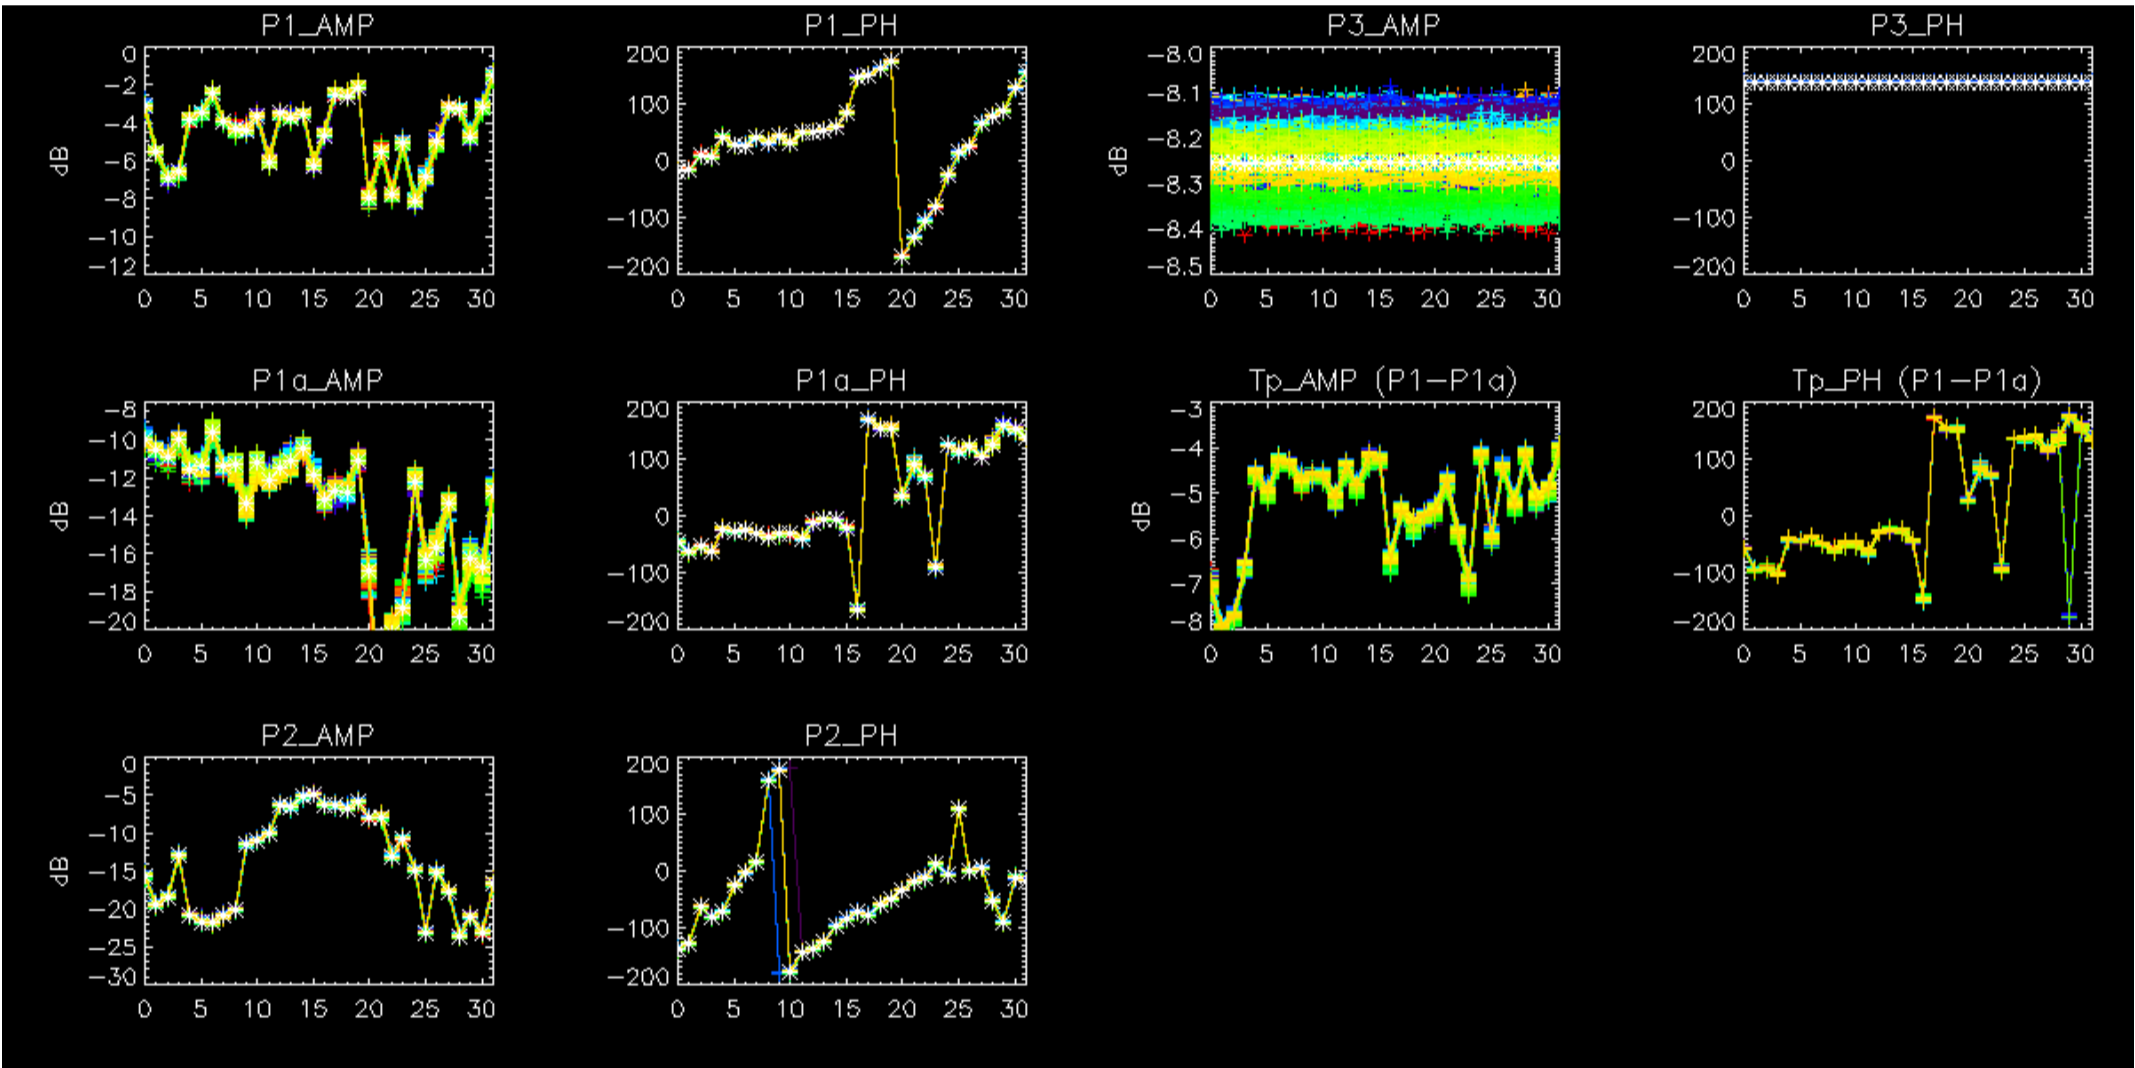 P1_AMP
0
−2
−4
−6
−8
−10
−12
dB
0 5 10 15 20 25 30
P1_PH
200
100
0
−100
−200
0 5 10 15 20 25 30
P3_AMP
−8.0
−8.1
−8.2
−8.3
−8.4
−8.5
dB
0 5 10 15 20 25 30
P3_PH
200
100
0
−100
−200
0 5 10 15 20 25 30
P1a_AMP
−8
−10
−12
−14
−16
−18
−20
dB
0 5 10 15 20 25 30
P1a_PH
200
100
0
−100
−200
0 5 10 15 20 25 30
Tp_AMP (P1−P1a)
−3
−4
−5
−6
−7
−8
dB
0 5 10 15 20 25 30
Tp_PH (P1−P1a)
200
100
0
−100
−200
0 5 10 15 20 25 30
P2_AMP
0
−5
−10
−15
−20
−25
−30
dB
0 5 10 15 20 25 30
P2_PH
200
100
0
−100
−200
0 5 10 15 20 25 30